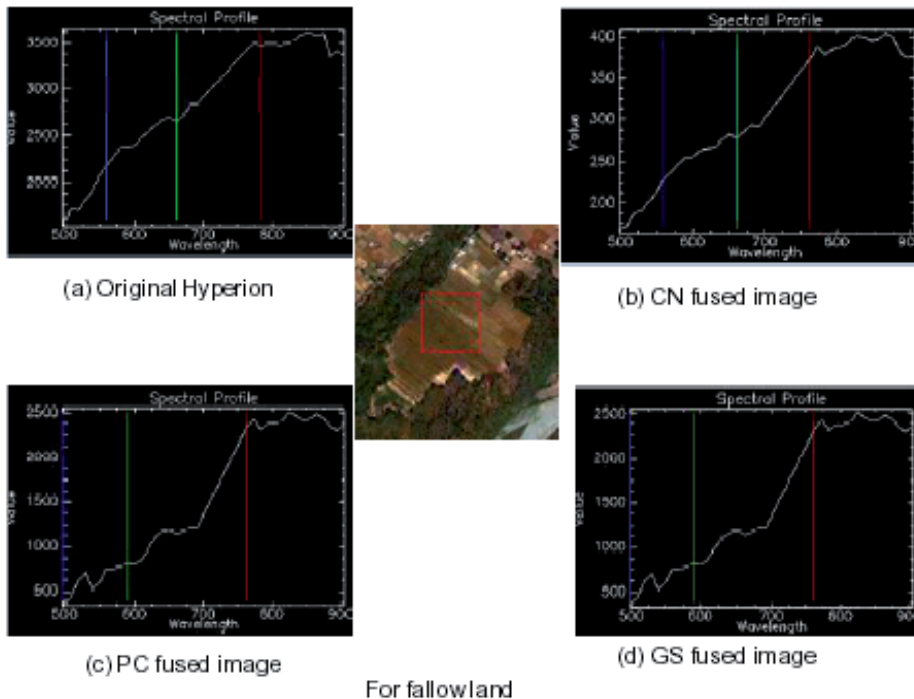 Spectral Profile
3500
3000
2500
Value
500 600 700 800 900
Wavelength
(a) Original Hyperion
Spectral Profile
400
350
300
250
200
Value
500 600 700 800 900
Wavelength
(b) CN fused image
Spectral Profile
2500
2000
1500
1000
500
Value
500 600 700 800 900
Wavelength
(c) PC fused image
Spectral Profile
2500
2000
1500
1000
500
Value
500 600 700 800 900
Wavelength
(d) GS fused image
For fallow land